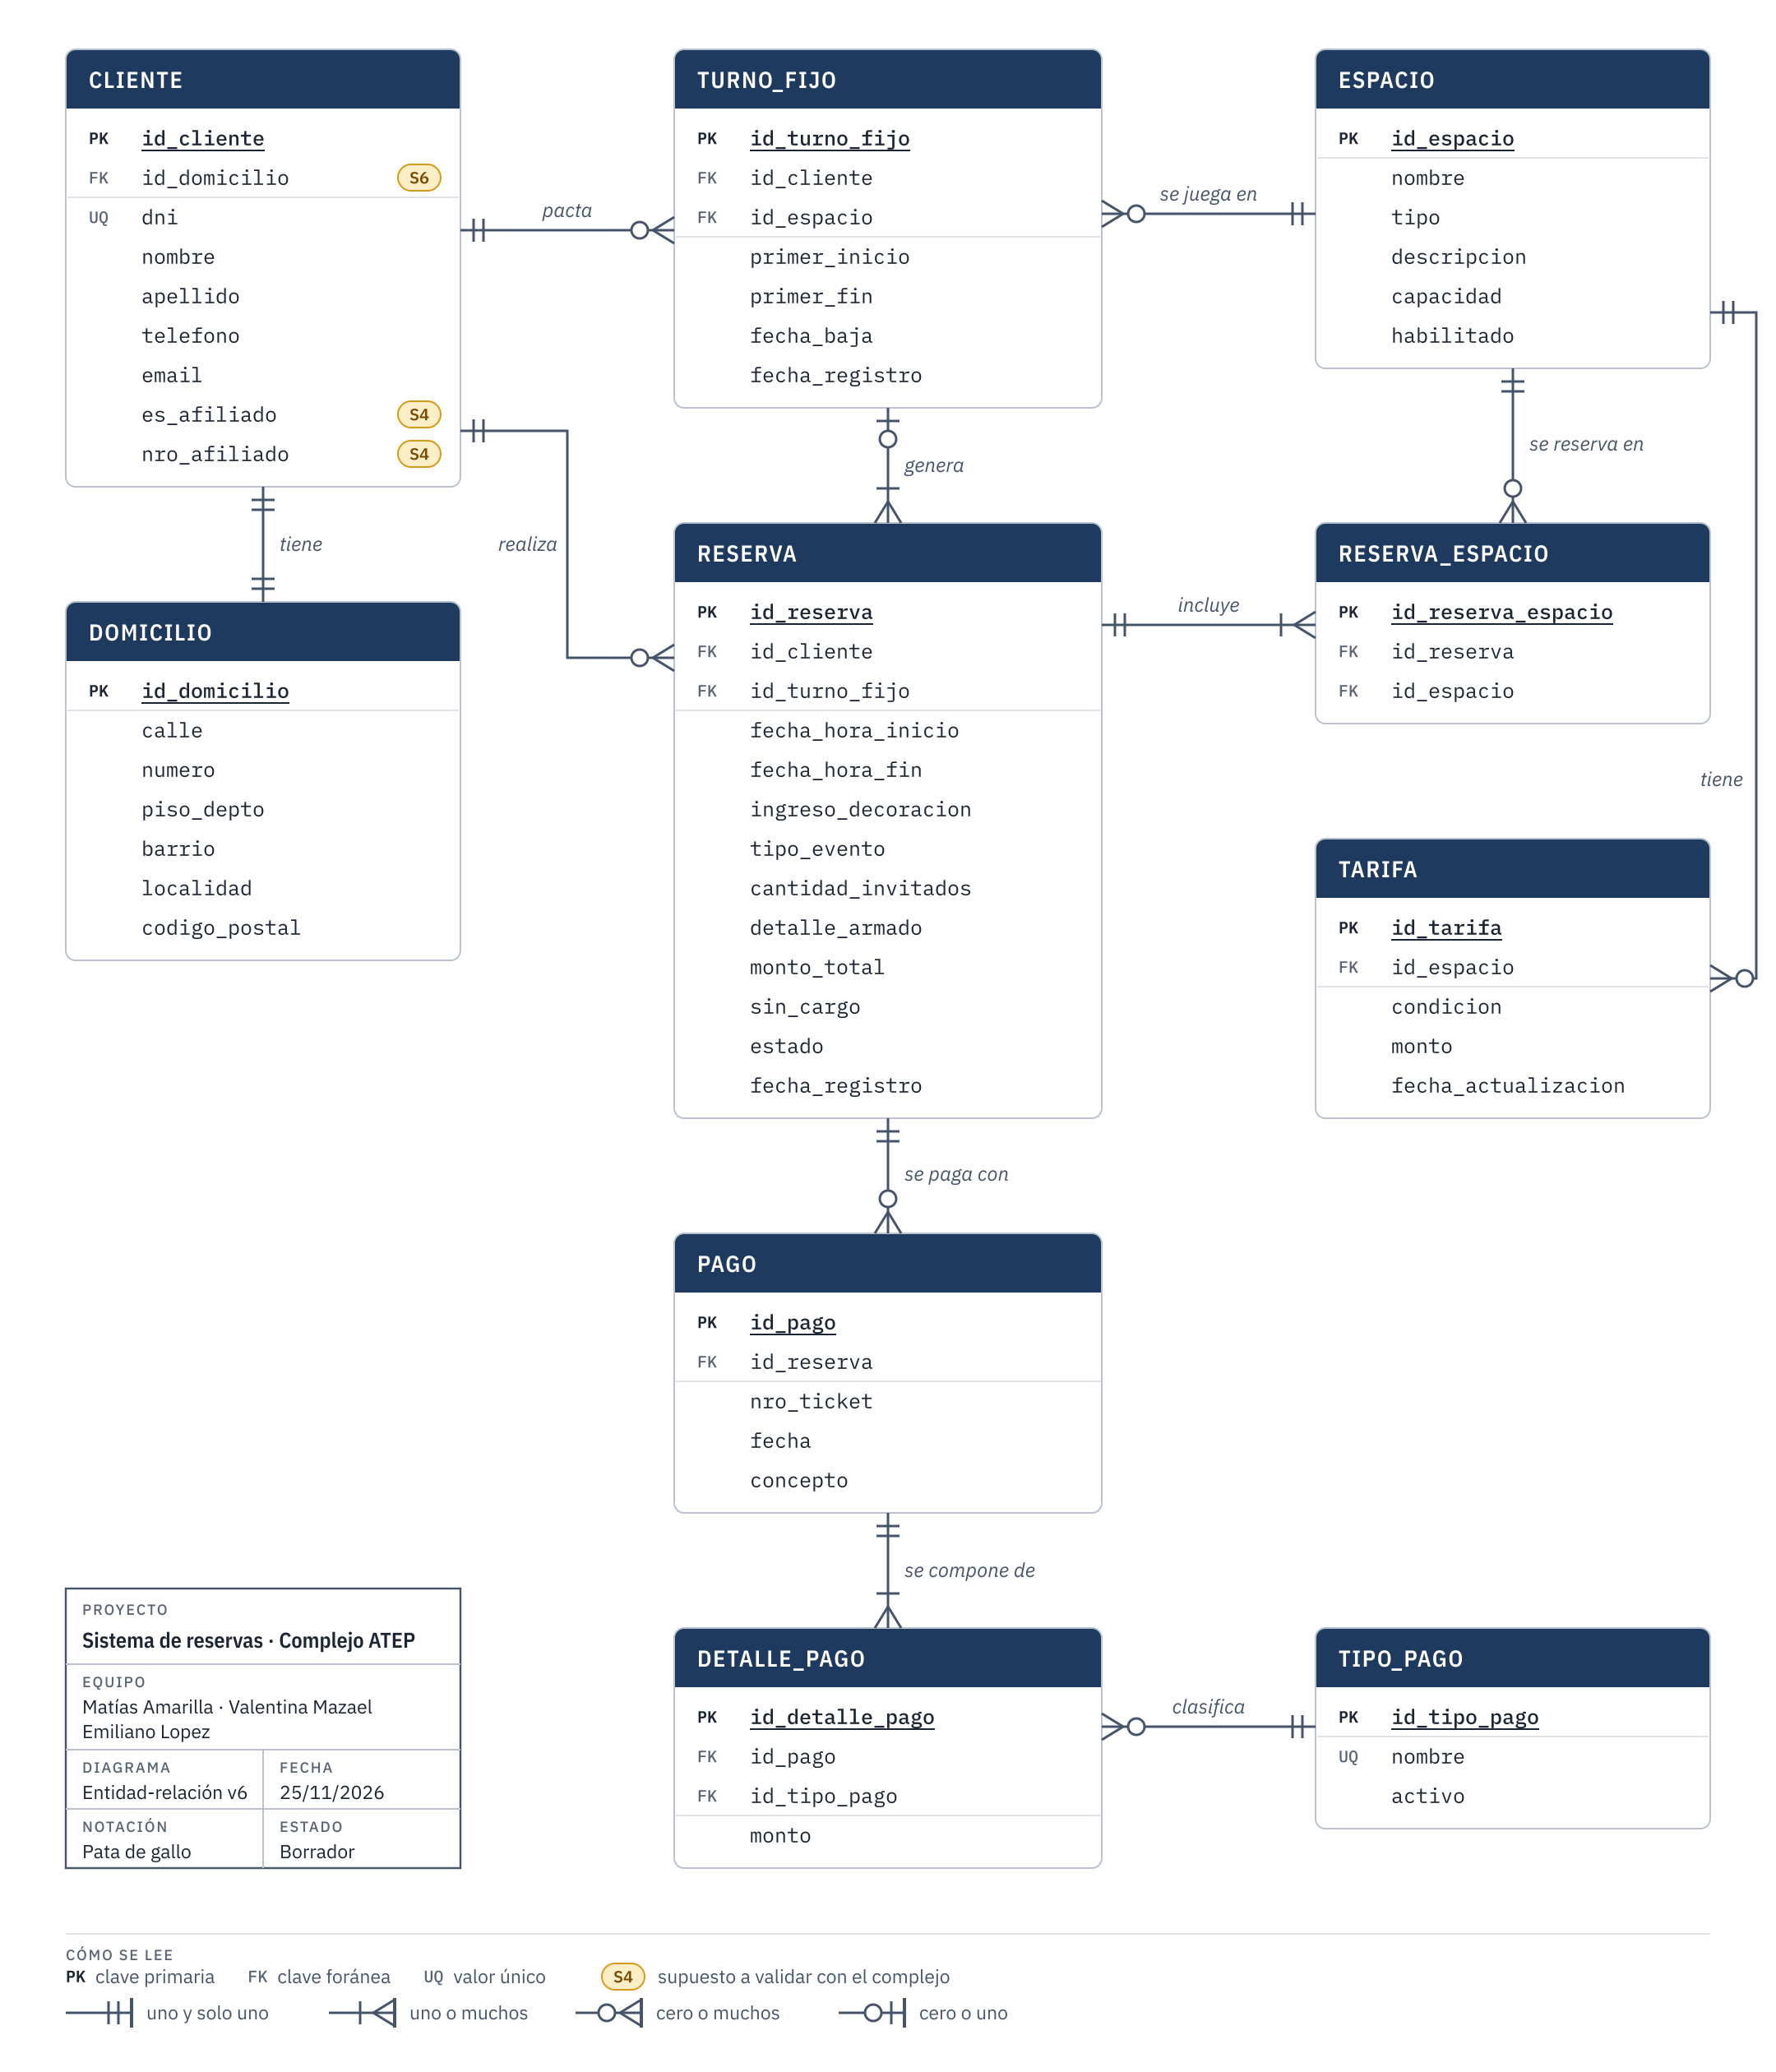 CLIENTE
PK id_cliente
FK id_domicilio S6
UQ dni
nombre
apellido
telefono
email
es_afiliado S4
nro_afiliado S4
pacta
TURNO_FIJO
PK id_turno_fijo
FK id_cliente
FK id_espacio
primer_inicio
primer_fin
fecha_baja
fecha_registro
se juega en
ESPACIO
PK id_espacio
nombre
tipo
descripcion
capacidad
habilitado
tiene
realiza
genera
se reserva en
DOMICILIO
PK id_domicilio
calle
numero
piso_depto
barrio
localidad
codigo_postal
RESERVA
PK id_reserva
FK id_cliente
FK id_turno_fijo
fecha_hora_inicio
fecha_hora_fin
ingreso_decoracion
tipo_evento
cantidad_invitados
detalle_armado
monto_total
sin_cargo
estado
fecha_registro
incluye
RESERVA_ESPACIO
PK id_reserva_espacio
FK id_reserva
FK id_espacio
tiene
TARIFA
PK id_tarifa
FK id_espacio
condicion
monto
fecha_actualizacion
se paga con
PAGO
PK id_pago
FK id_reserva
nro_ticket
fecha
concepto
se compone de
DETALLE_PAGO
PK id_detalle_pago
FK id_pago
FK id_tipo_pago
monto
clasifica
TIPO_PAGO
PK id_tipo_pago
UQ nombre
activo
PROYECTO
Sistema de reservas · Complejo ATEP
EQUIPO
Matías Amarilla · Valentina Mazael
Emiliano Lopez
DIAGRAMA FECHA
Entidad-relación v6 25/11/2026
NOTACIÓN ESTADO
Pata de gallo Borrador
CÓMO SE LEE
PK clave primaria FK clave foránea UQ valor único S4 supuesto a validar con el complejo
uno y solo uno uno o muchos cero o muchos cero o uno